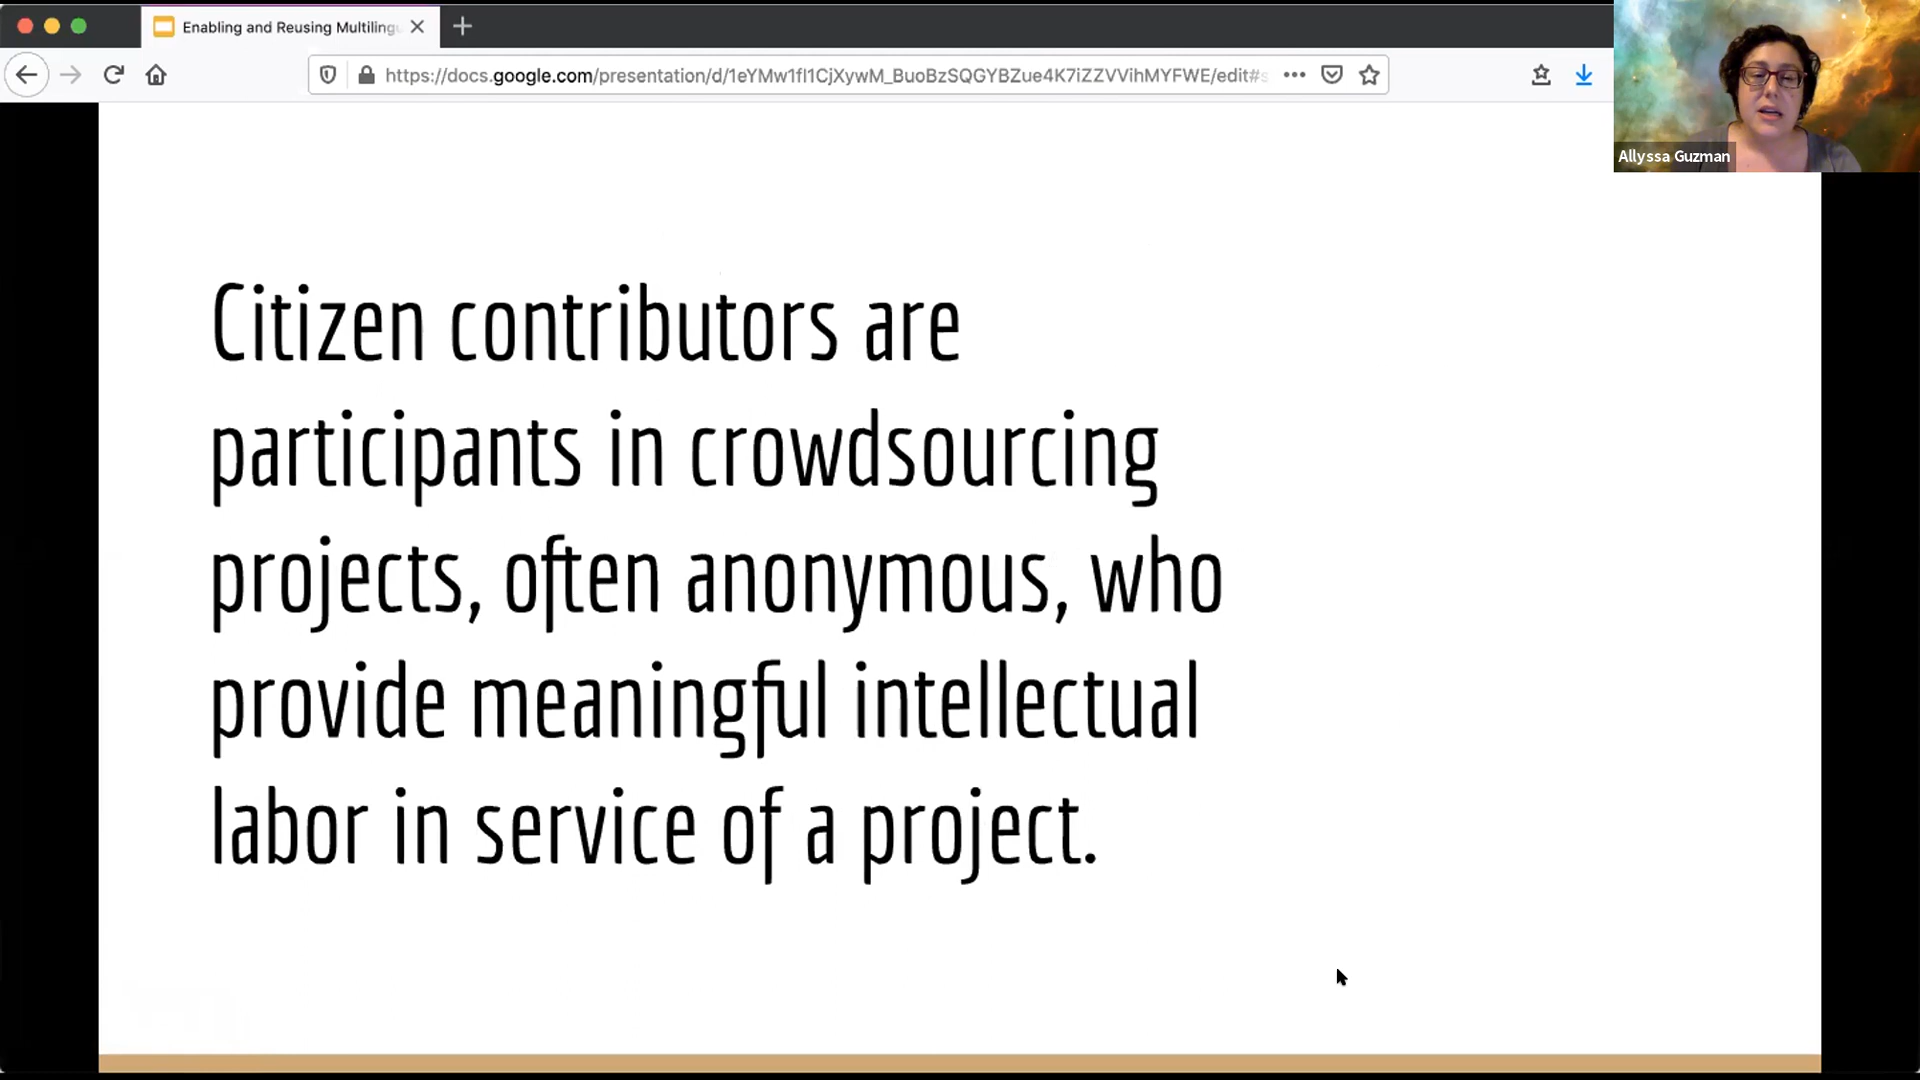 Enabling and Reusing Multilingu
https://docs.google.com/presentation/d/1eYMw1fl1CjXywM_BuoBzSQGYBZue4K7iZZVVihMYFWE/edit#s
Allyssa Guzman
Citizen contributors are
participants in crowdsourcing
projects, often anonymous, who
provide meaningful intellectual
labor in service of a project.